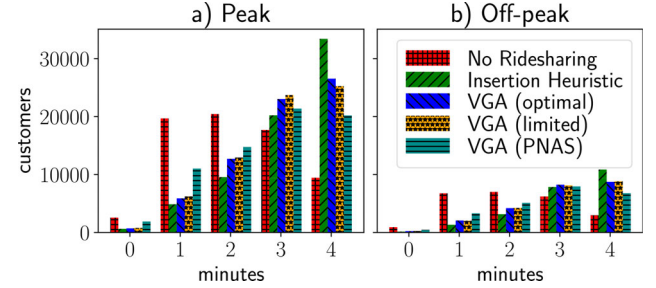 a) Peak
b) Off-peak
customers
30000
20000
10000
0
No Ridesharing
Insertion Heuristic
VGA (optimal)
VGA (limited)
VGA (PNAS)
0 1 2 3 4
0 1 2 3 4
minutes
minutes